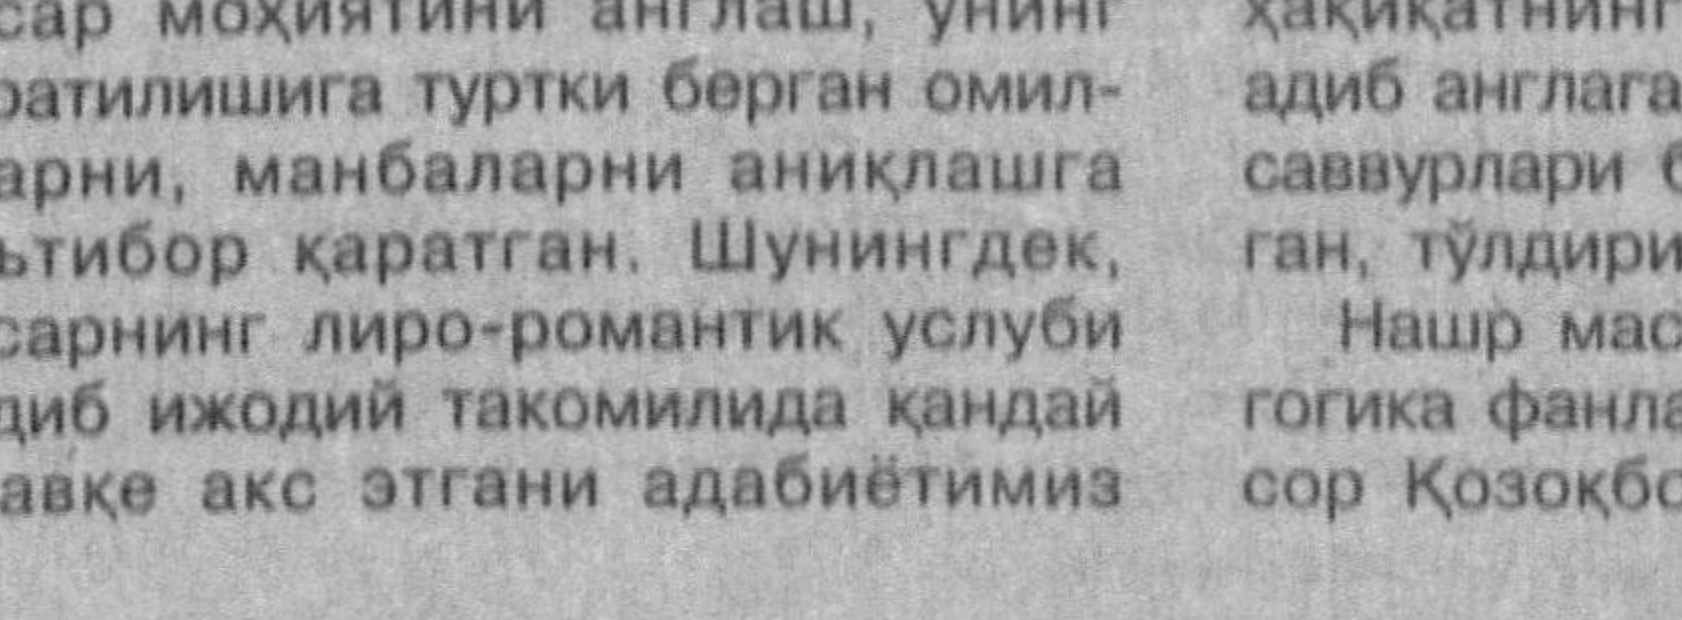 сар моҳиятини англаш, унинг
ратилишига туртки берган омил-
арни, манбаларни аниқлашга
ьтибор қаратган. Шунингдек,
сарнинг лиро-романтик услуби
диб ижодий такомилида қандай
авқе акс этгани адабиётимиз
ҳақиқатнинг
адиб англага
саввурлари б
ган, тўлдири
Нашр мас
гогика фанла
сор Қозоқбо